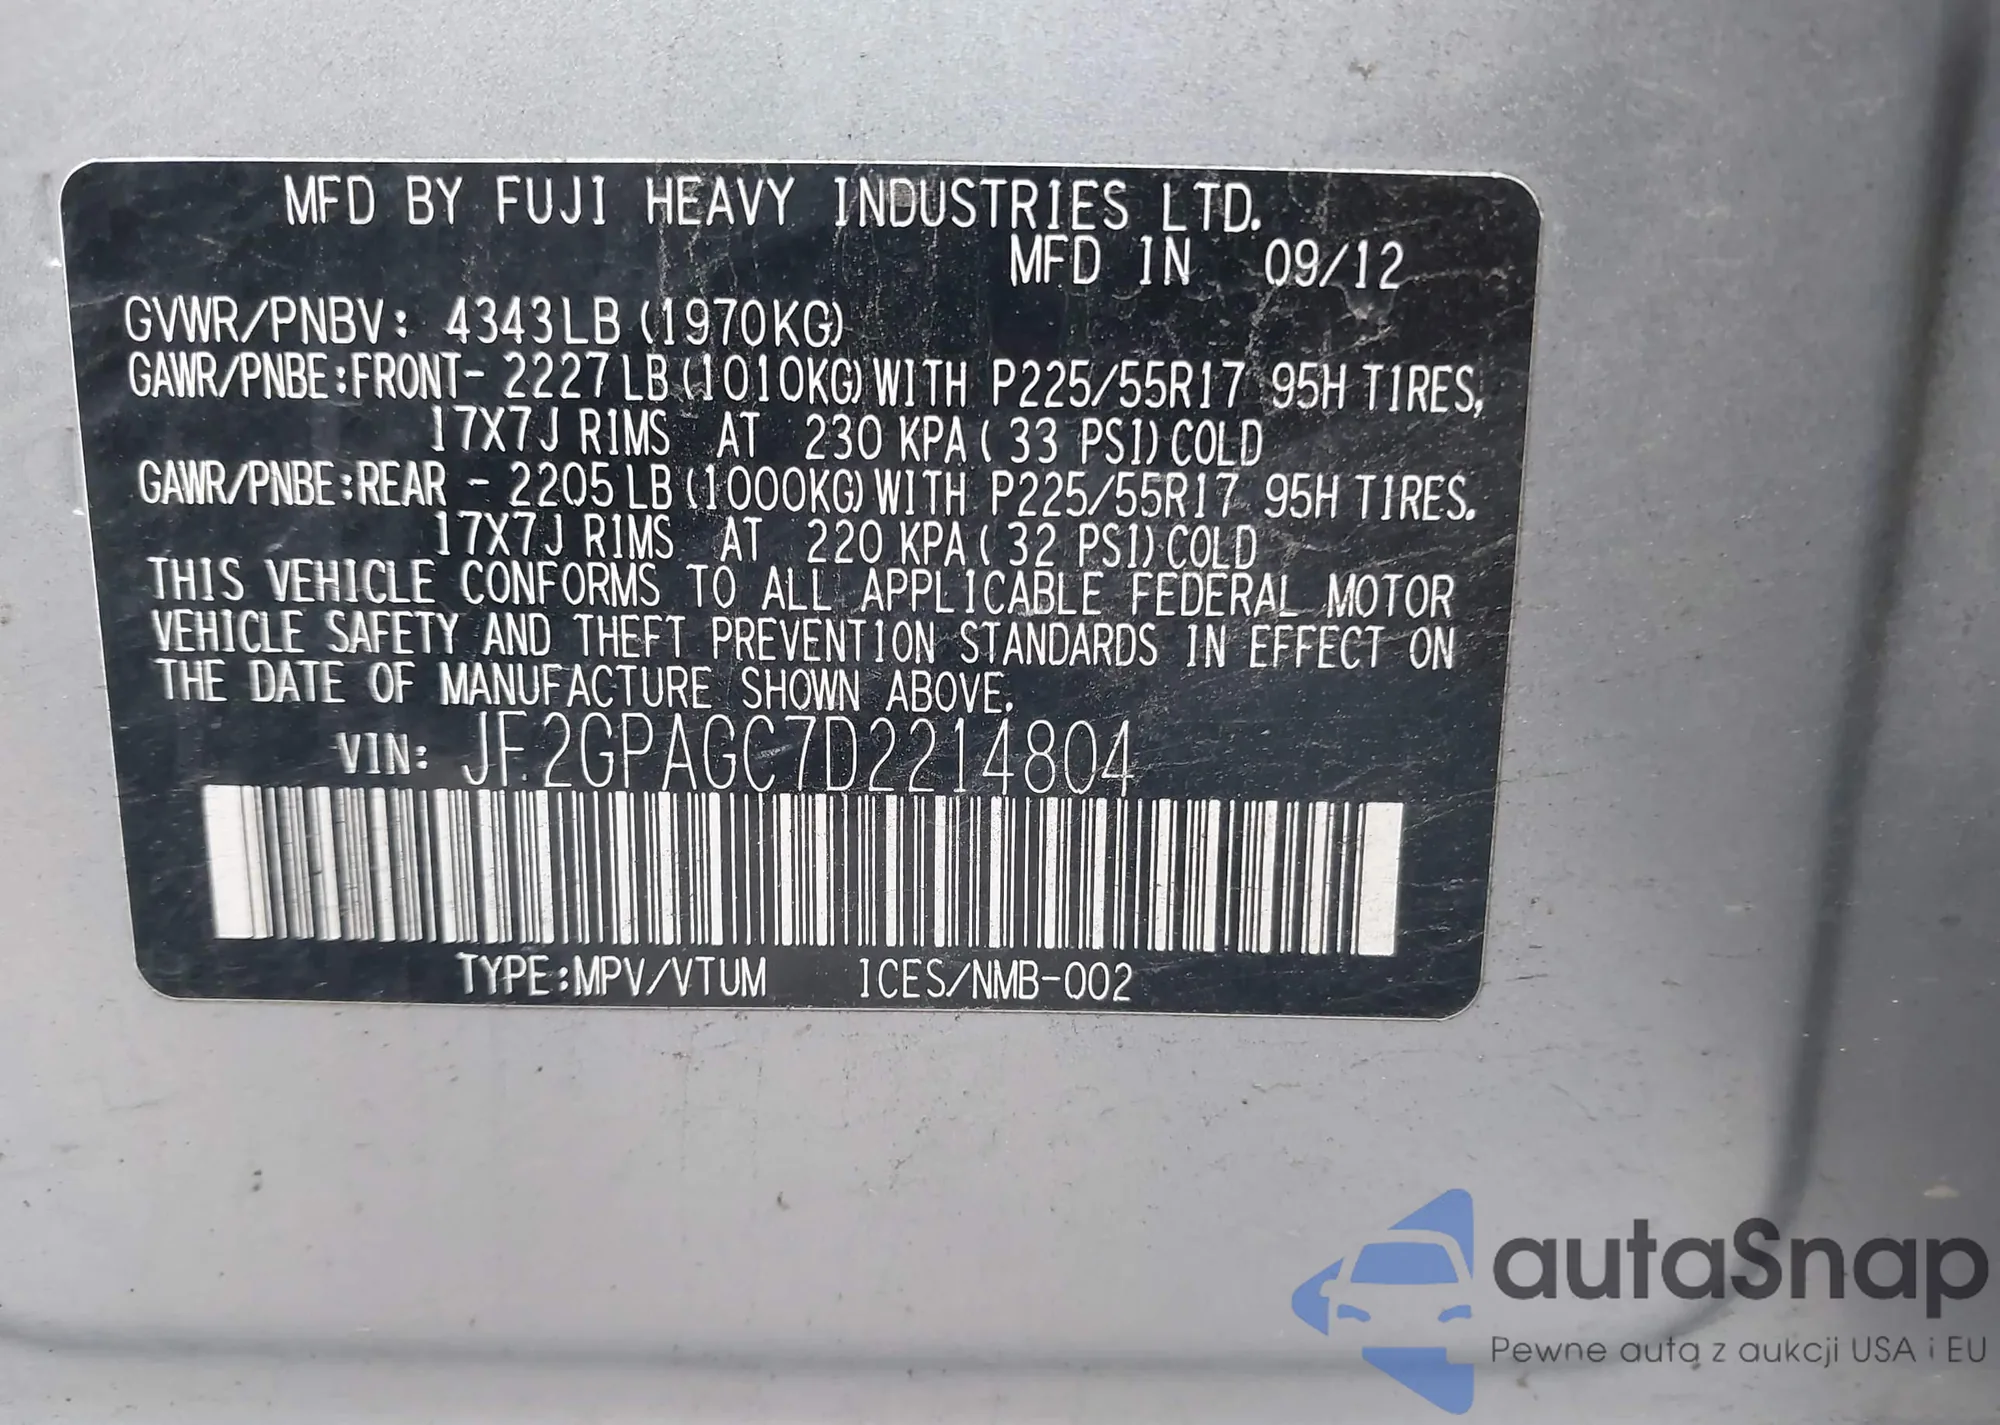 MFD BY FUJI HEAVY INDUSTRIES LTD.
MFD IN 09/12
GVWR/PNBV: 4343LB (1970KG)
GAWR/PNBE:FRONT- 2227LB(1010KG)WITH P225/55R17 95H TIRES,
17X7J RIMS AT 230 KPA( 33 PSI)COLD
GAWR/PNBE:REAR - 2205LB(1000KG)WITH P225/55R17 95H TIRES.
17X7J RIMS AT 220 KPA( 32 PSI)COLD
THIS VEHICLE CONFORMS TO ALL APPLICABLE FEDERAL MOTOR
VEHICLE SAFETY AND THEFT PREVENTION STANDARDS IN EFFECT ON
THE DATE OF MANUFACTURE SHOWN ABOVE.
VIN: JF2GPAGC7D2214804
TYPE:MPV/VTUM ICES/NMB-002
autaSnap
Pewne auta z aukcji USA i EU